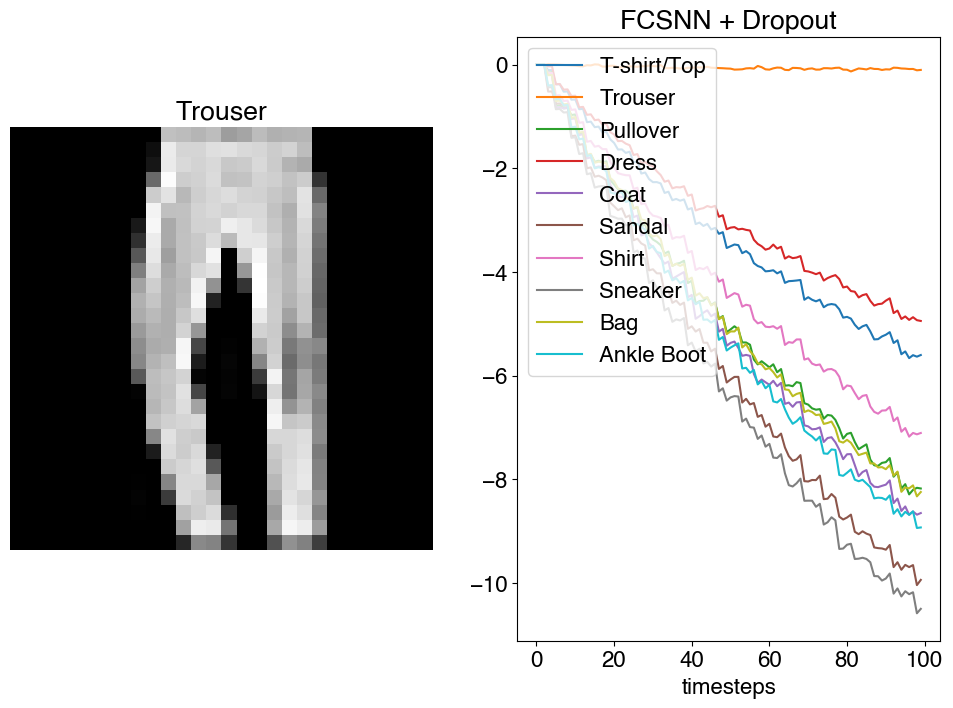 Trouser
FCSNN + Dropout
T-shirt/Top
Trouser
Pullover
Dress
Coat
Sandal
Shirt
Sneaker
Bag
Ankle Boot
0
−2
−4
−6
−8
−10
0 20 40 60 80 100
timesteps